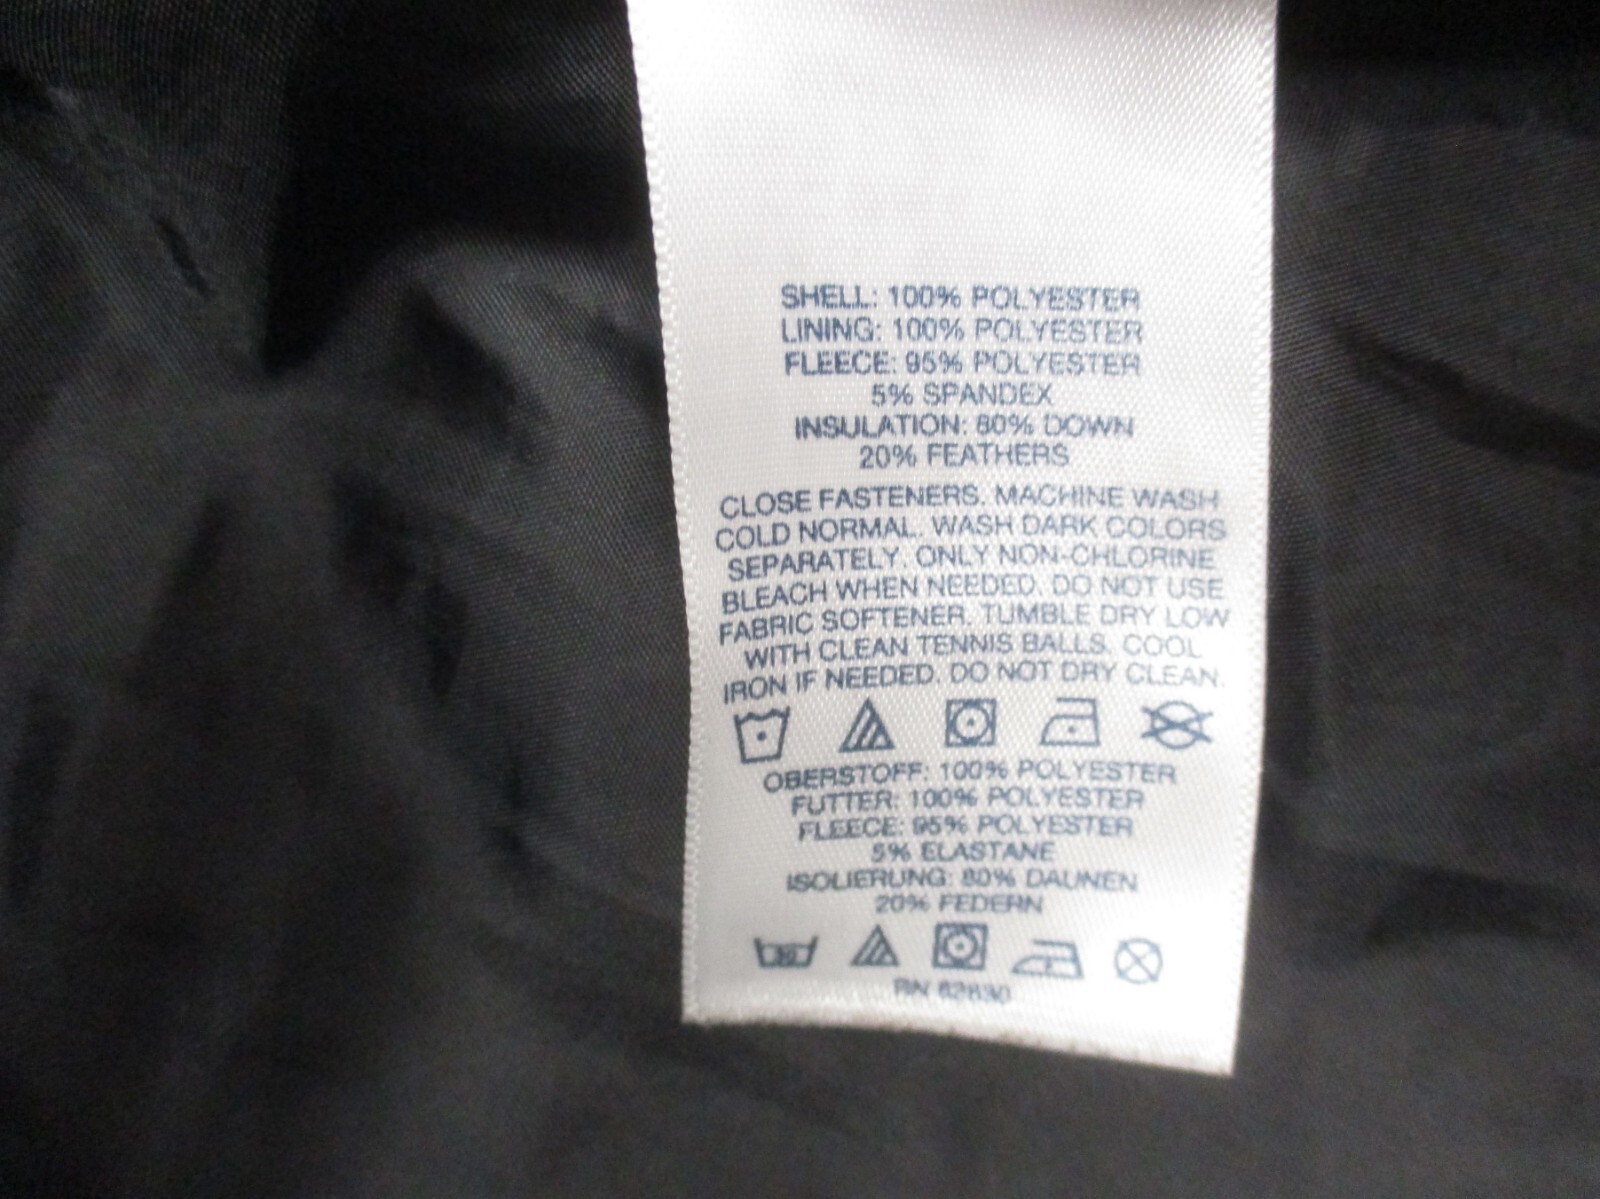 SHELL: 100% POLYESTER
LINING: 100% POLYESTER
FLEECE: 95% POLYESTER
5% SPANDEX
INSULATION: 80% DOWN
20% FEATHERS
CLOSE FASTENERS. MACHINE WASH
COLD NORMAL. WASH DARK COLORS
SEPARATELY. ONLY NON-CHLORINE
BLEACH WHEN NEEDED. DO NOT USE
FABRIC SOFTENER. TUMBLE DRY LOW
WITH CLEAN TENNIS BALLS. COOL
IRON IF NEEDED. DO NOT DRY CLEAN.
OBERSTOFF: 100% POLYESTER
FUTTER: 100% POLYESTER
FLEECE: 95% POLYESTER
5% ELASTANE
ISOLIERUNG: 80% DAUNEN
20% FEDERN
RN